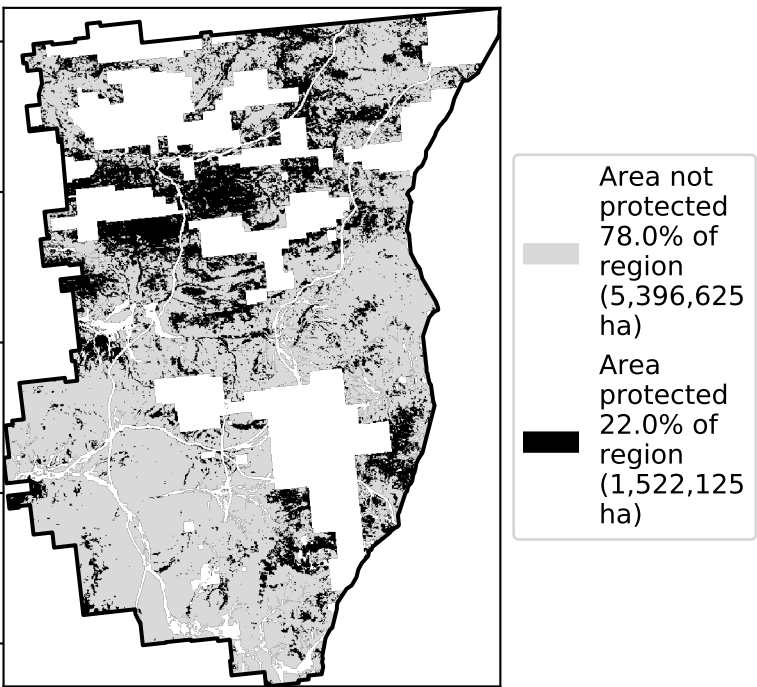 Area not
protected
78.0% of
region
(5,396,625
ha)
Area
protected
22.0% of
region
(1,522,125
ha)